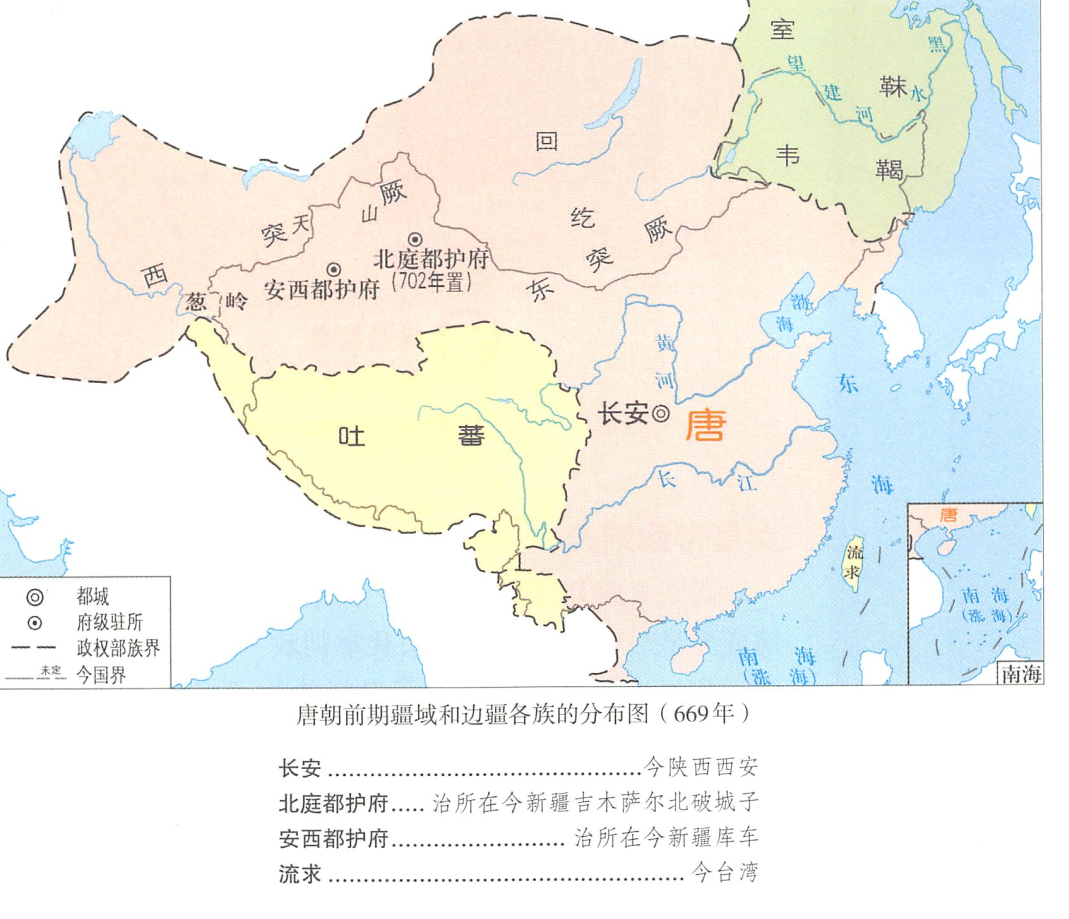 室
韦
靺
鞨
望
建
河
黑
水
回
纥
突
厥
西
天
山
突
厥
东
北庭都护府
(702年置)
安西都护府
葱
岭
吐
蕃
长安
唐
黄
河
渤
海
东
海
长
江
流
求
南
海
(涨
海)
唐
南
海
(涨
海)
南海
都城
府级驻所
政权部族界
未定
今国界
唐朝前期疆域和边疆各族的分布图(669年)
长安 ........................................今陕西西安
北庭都护府..... 治所在今新疆吉木萨尔北破城子
安西都护府...................... 治所在今新疆库车
流求 ............................................. 今台湾